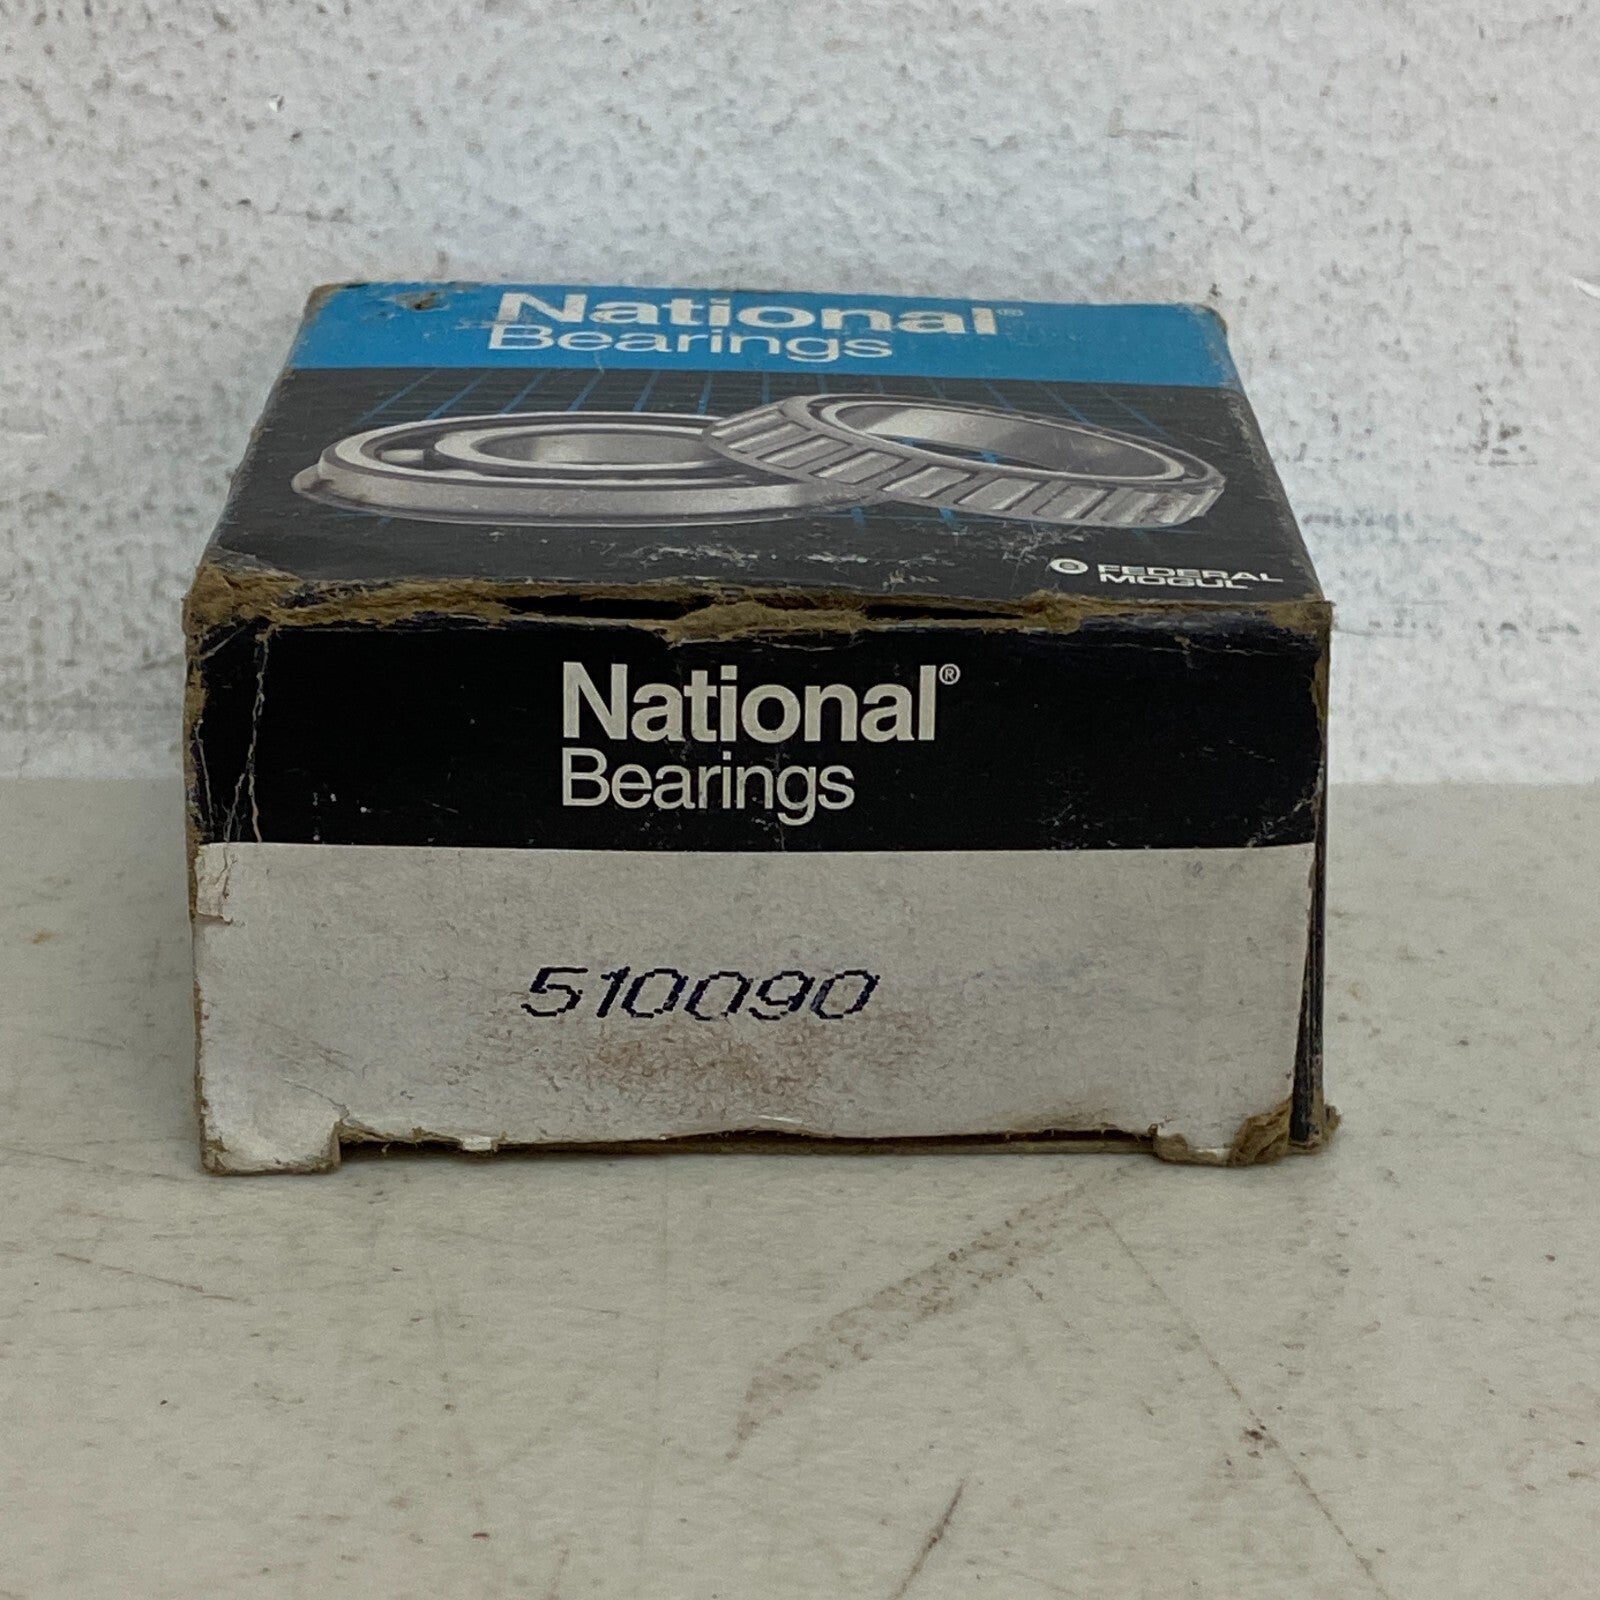 National®
Bearings
FEDERAL
MOGUL
National®
Bearings
510090